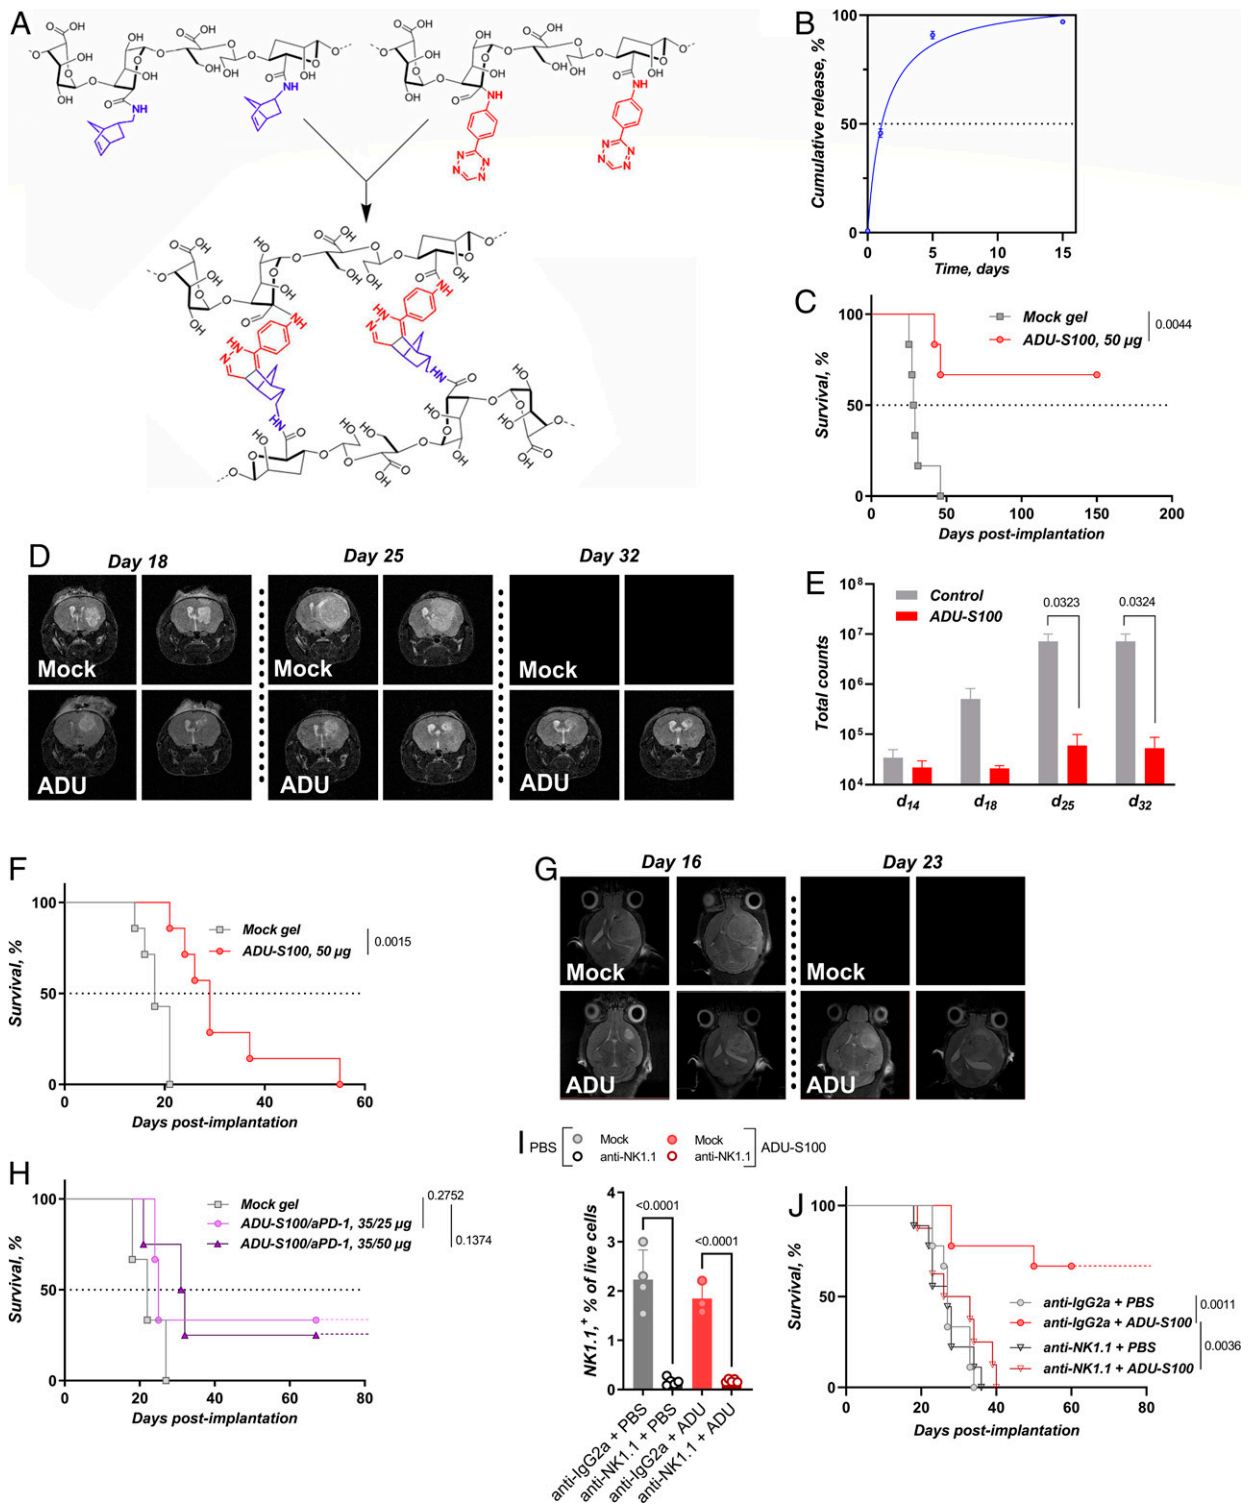 A
B
Cumulative release, %
100
50
0
0
5
10
15
Time, days
C
Survival, %
100
50
0
0
50
100
150
200
Days post-implantation
Mock gel
ADU-S100, 50 µg
0.0044
D
Day 18
Day 25
Day 32
Mock
Mock
Mock
ADU
ADU
ADU
E
Total counts
10⁸
10⁷
10⁶
10⁵
10⁴
Control
ADU-S100
0.0323
0.0324
d₁₄
d₁₈
d₂₅
d₃₂
F
Survival, %
100
50
0
0
20
40
60
Days post-implantation
Mock gel
ADU-S100, 50 µg
0.0015
G
Day 16
Day 23
Mock
Mock
ADU
ADU
H
Survival, %
100
50
0
0
20
40
60
80
Days post-implantation
Mock gel
ADU-S100/aPD-1, 35/25 µg
ADU-S100/aPD-1, 35/50 µg
0.2752
0.1374
I
PBS
Mock
anti-NK1.1
Mock
anti-NK1.1
ADU-S100
NK1.1,⁺ % of live cells
4
3
2
1
0
<0.0001
<0.0001
anti-IgG2a + PBS
anti-NK1.1 + PBS
anti-IgG2a + ADU
anti-NK1.1 + ADU
J
Survival, %
100
50
0
0
20
40
60
80
Days post-implantation
anti-IgG2a + PBS
anti-IgG2a + ADU-S100
anti-NK1.1 + PBS
anti-NK1.1 + ADU-S100
0.0011
0.0036